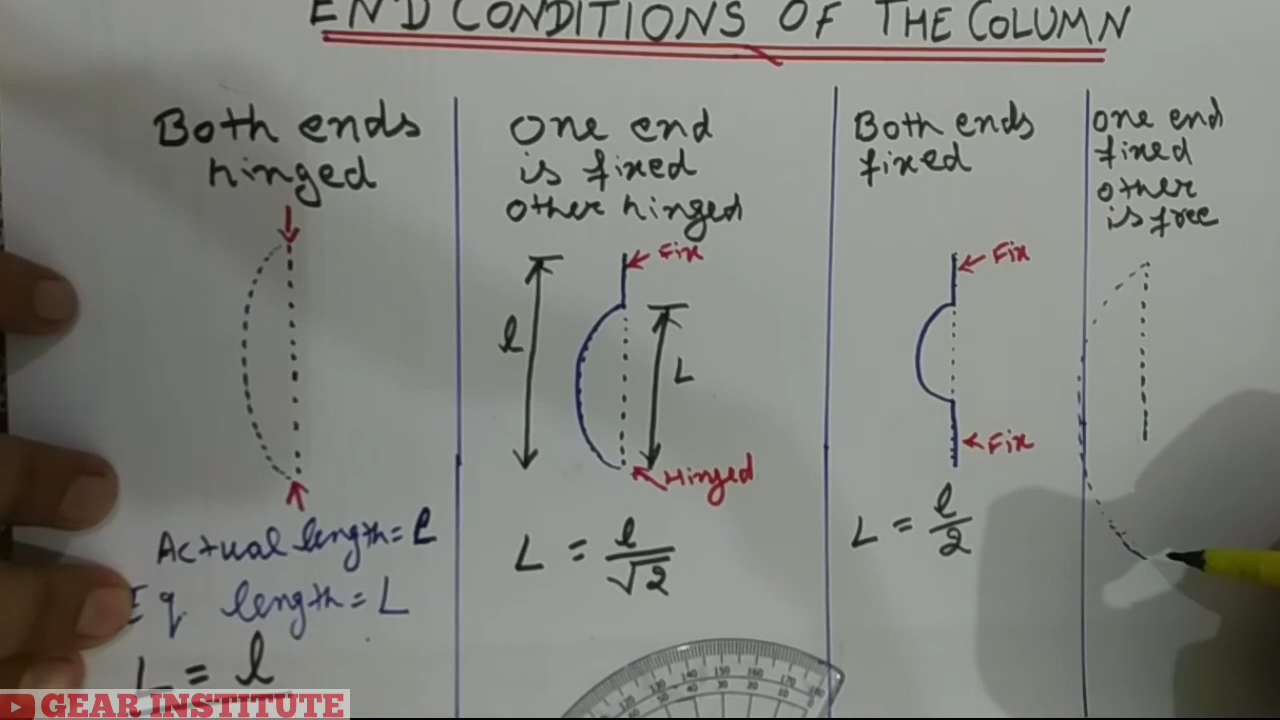 END CONDITIONS OF THE COLUMN
Both ends
hinged
Actual length = l
Eq length = L
L = l
One end
is fixed
other hinged
Fix
l
L
Hinged
L = l/√2
Both ends
fixed
Fix
Fix
L = l/2
one end
fixed
other
is free
GEAR INSTITUTE